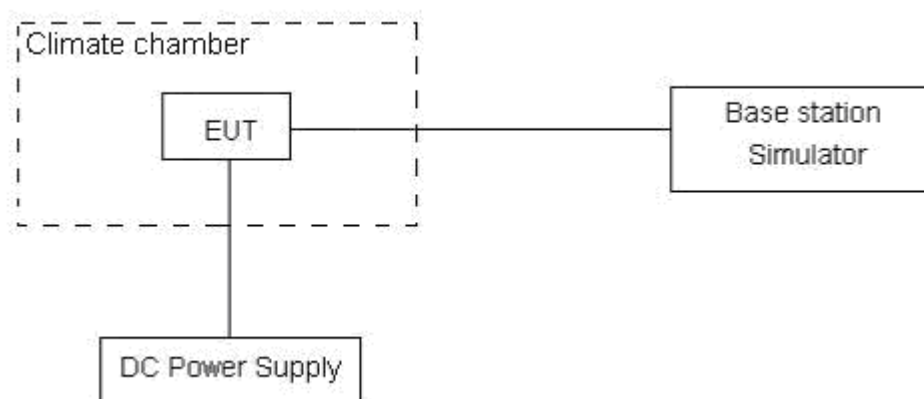 Climate chamber
EUT
Base station
Simulator
DC Power Supply